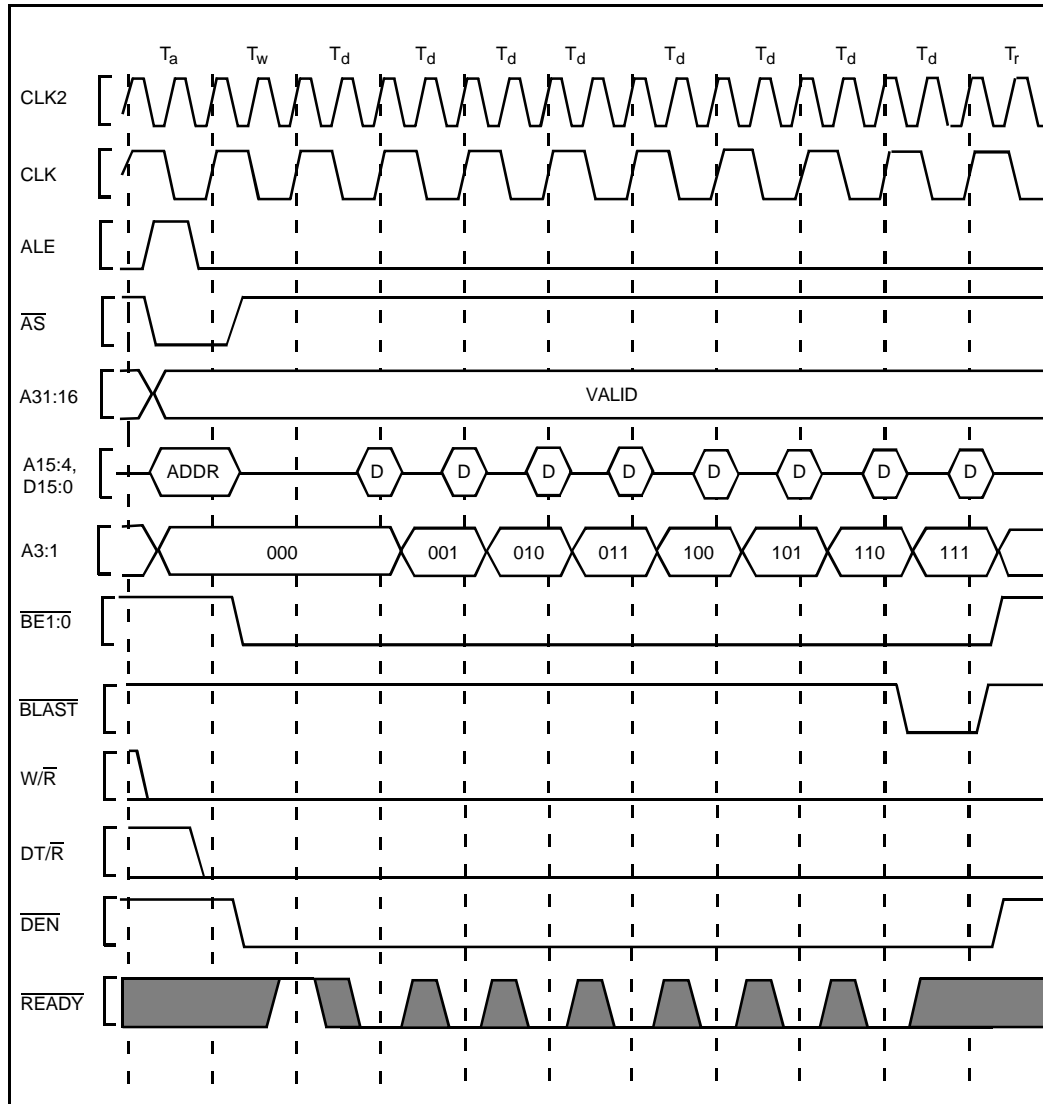 Ta Tw Td Td Td Td Td Td Td Td Tr
CLK2
CLK
ALE
AS
A31:16 VALID
A15:4,
D15:0 ADDR D D D D D D D D
A3:1 000 001 010 011 100 101 110 111
BE1:0
BLAST
W/R
DT/R
DEN
READY